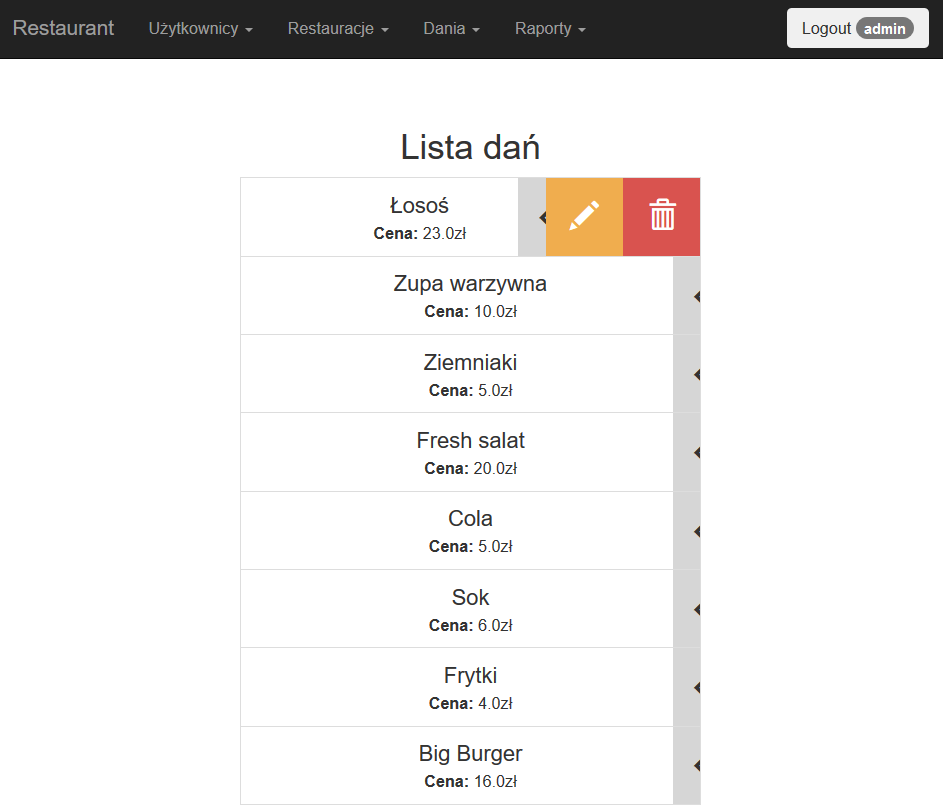 Restaurant Użytkownicy Restauracje Dania Raporty Logout admin
Lista dań
Łosoś
Cena: 23.0zł
Zupa warzywna
Cena: 10.0zł
Ziemniaki
Cena: 5.0zł
Fresh salat
Cena: 20.0zł
Cola
Cena: 5.0zł
Sok
Cena: 6.0zł
Frytki
Cena: 4.0zł
Big Burger
Cena: 16.0zł